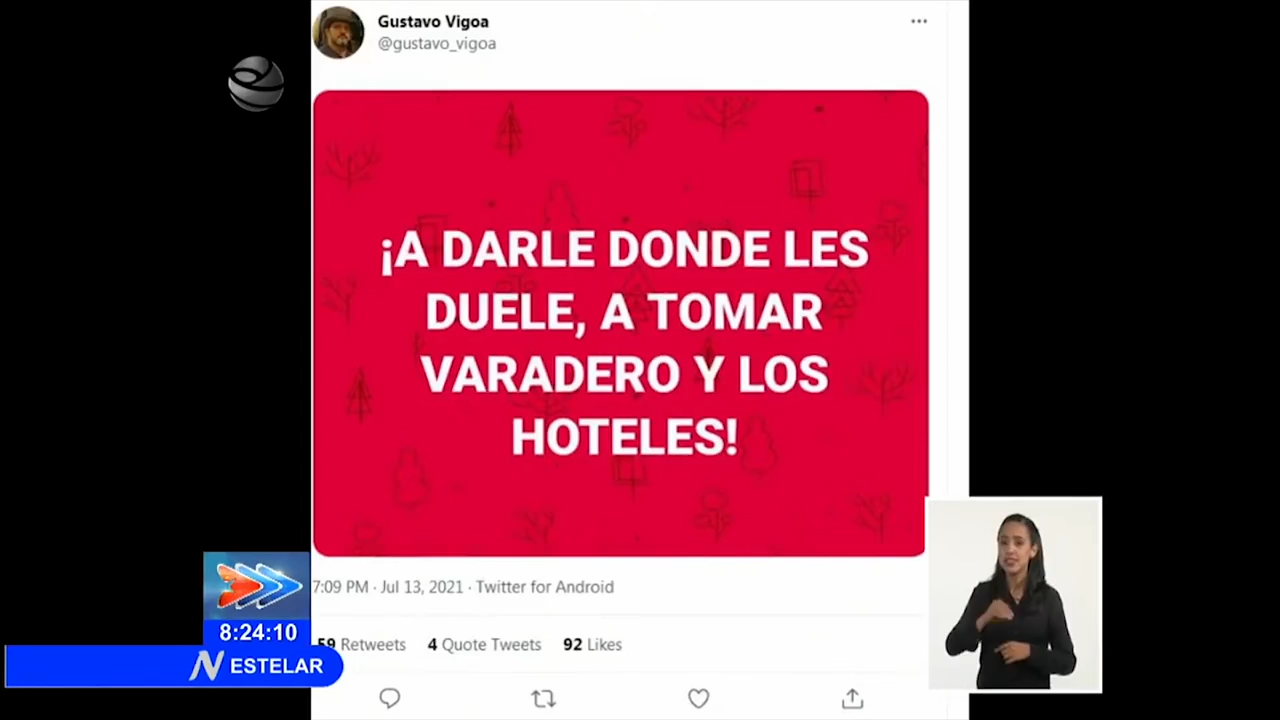 Gustavo Vigoa
@gustavo_vigoa
¡A DARLE DONDE LES
DUELE, A TOMAR
VARADERO Y LOS
HOTELES!
7:09 PM · Jul 13, 2021 · Twitter for Android
59 Retweets 4 Quote Tweets 92 Likes
8:24:10
N ESTELAR